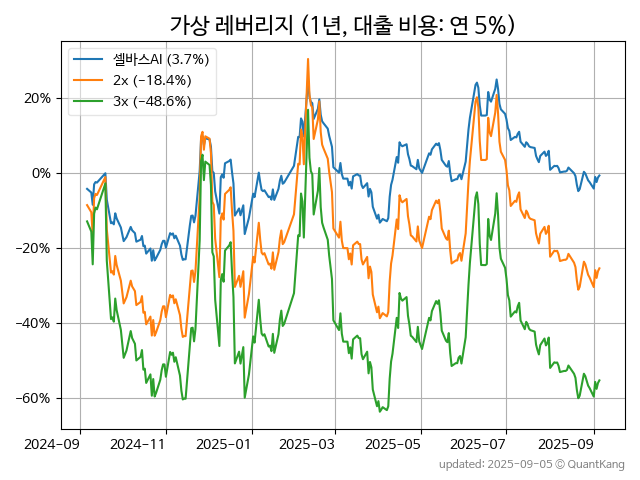 가상 레버리지 (1년, 대출 비용: 연 5%)
셀바스AI (3.7%)
2x (−18.4%)
3x (−48.6%)
20%
0%
−20%
−40%
−60%
2024-09 2024-11 2025-01 2025-03 2025-05 2025-07 2025-09
updated: 2025-09-05 © QuantKang